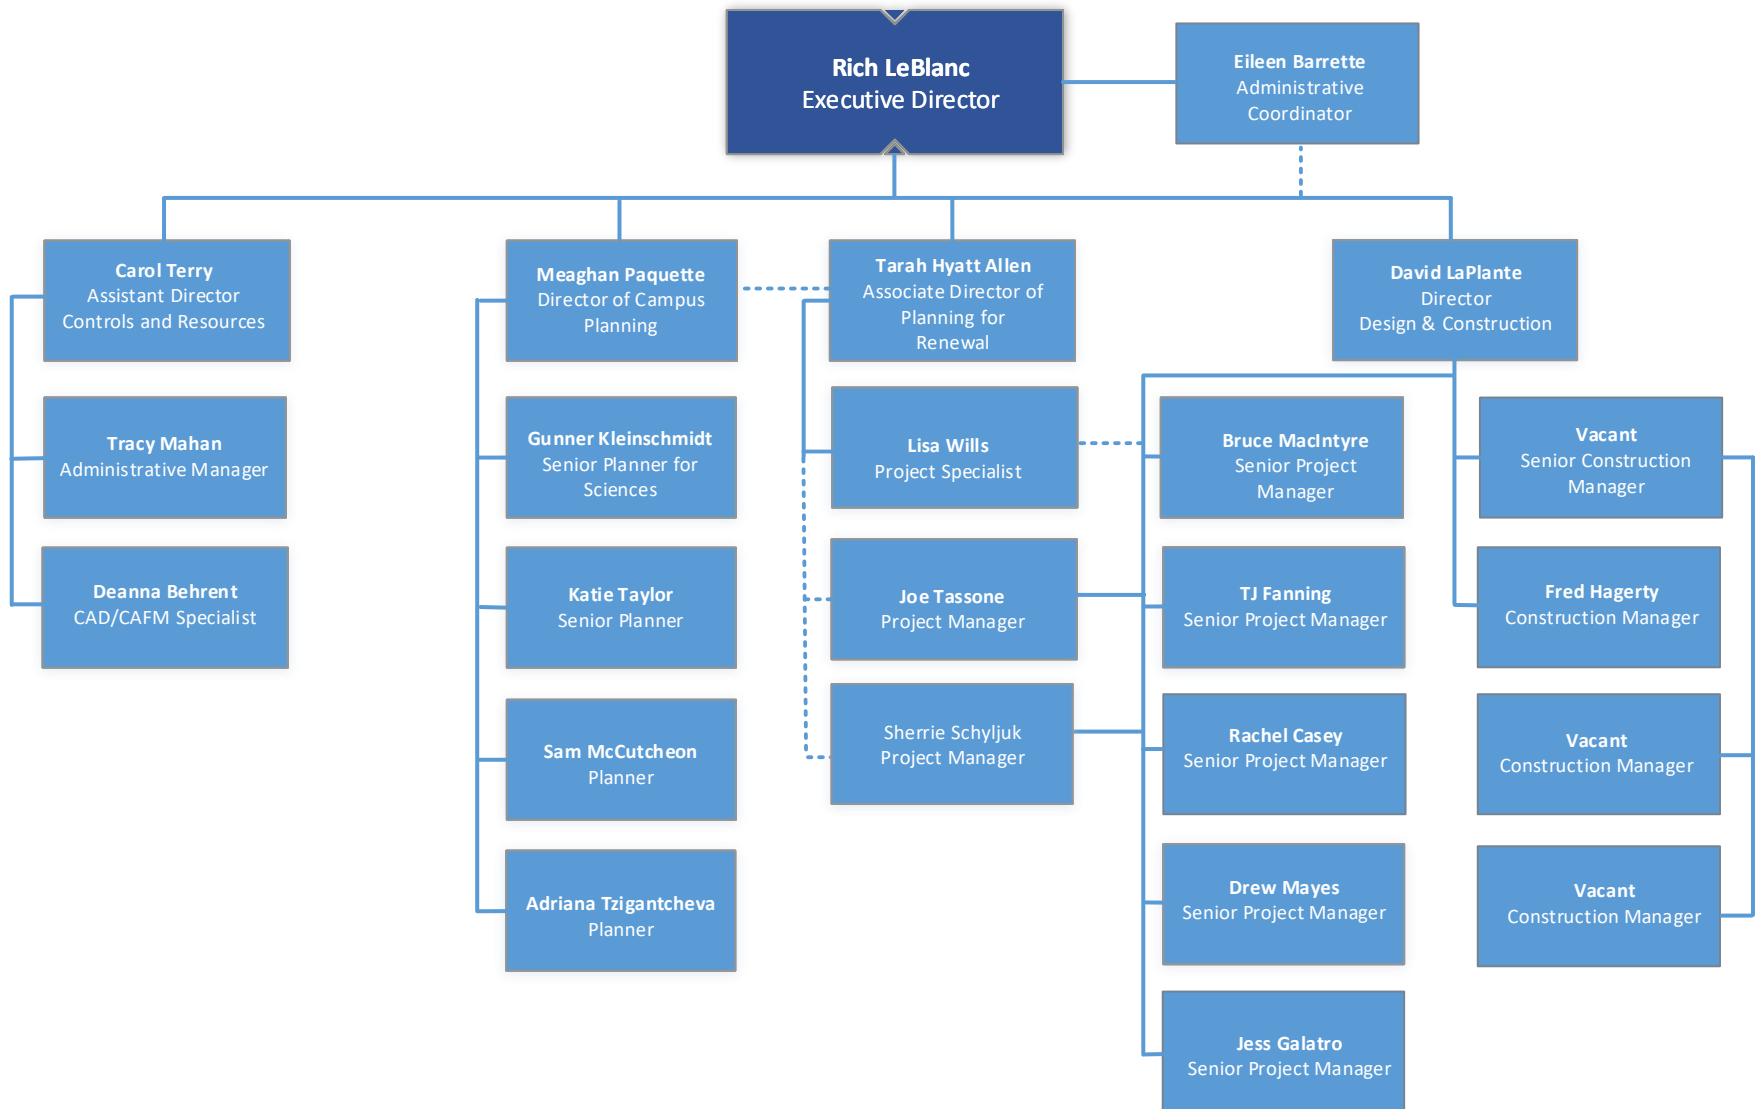 Rich LeBlanc
Executive Director
Eileen Barrette
Administrative
Coordinator
Carol Terry
Assistant Director
Controls and Resources
Meaghan Paquette
Director of Campus
Planning
Tarah Hyatt Allen
Associate Director of
Planning for
Renewal
David LaPlante
Director
Design & Construction
Tracy Mahan
Administrative Manager
Gunner Kleinschmidt
Senior Planner for
Sciences
Lisa Wills
Project Specialist
Bruce MacIntyre
Senior Project
Manager
Vacant
Senior Construction
Manager
Deanna Behrent
CAD/CAFM Specialist
Katie Taylor
Senior Planner
Joe Tassone
Project Manager
TJ Fanning
Senior Project Manager
Fred Hagerty
Construction Manager
Sam McCutcheon
Planner
Sherrie Schyljuk
Project Manager
Rachel Casey
Senior Project Manager
Vacant
Construction Manager
Adriana Tzigantcheva
Planner
Drew Mayes
Senior Project Manager
Vacant
Construction Manager
Jess Galatro
Senior Project Manager